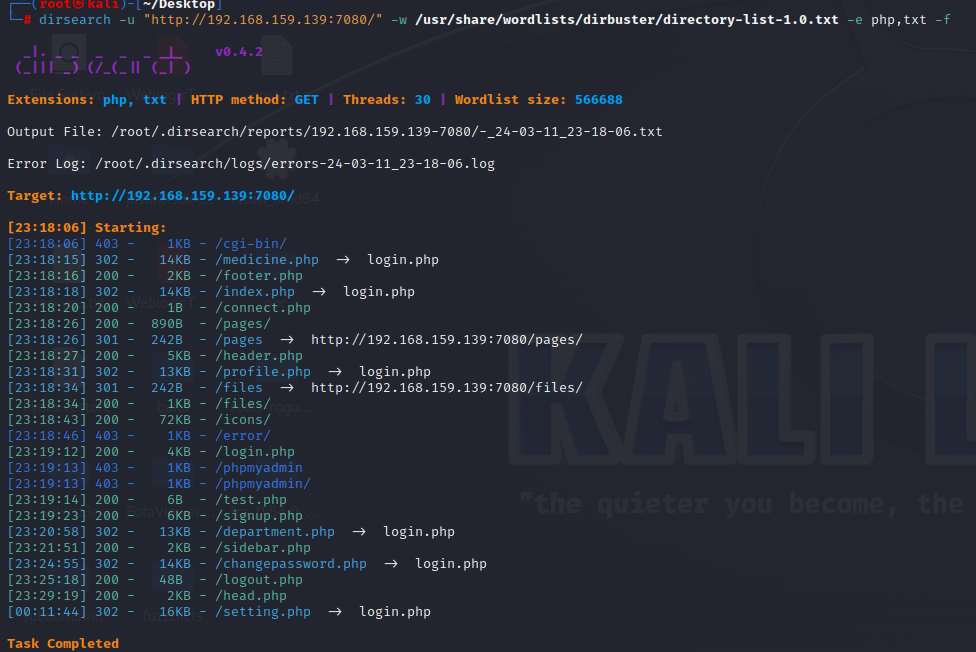 ┌──(root㉿kali)-[~/Desktop]
└─# dirsearch -u "http://192.168.159.139:7080/" -w /usr/share/wordlists/dirbuster/directory-list-1.0.txt -e php,txt -f
v0.4.2
Extensions: php, txt | HTTP method: GET | Threads: 30 | Wordlist size: 566688
Output File: /root/.dirsearch/reports/192.168.159.139-7080/-_24-03-11_23-18-06.txt
Error Log: /root/.dirsearch/logs/errors-24-03-11_23-18-06.log
Target: http://192.168.159.139:7080/
[23:18:06] Starting:
[23:18:06] 403 -    1KB - /cgi-bin/
[23:18:15] 302 -   14KB - /medicine.php  →  login.php
[23:18:16] 200 -    2KB - /footer.php
[23:18:18] 302 -   14KB - /index.php  →  login.php
[23:18:20] 200 -    1B  - /connect.php
[23:18:26] 200 -  890B  - /pages/
[23:18:26] 301 -  242B  - /pages  →  http://192.168.159.139:7080/pages/
[23:18:27] 200 -    5KB - /header.php
[23:18:31] 302 -   13KB - /profile.php  →  login.php
[23:18:34] 301 -  242B  - /files  →  http://192.168.159.139:7080/files/
[23:18:34] 200 -    1KB - /files/
[23:18:43] 200 -   72KB - /icons/
[23:18:46] 403 -    1KB - /error/
[23:19:12] 200 -    4KB - /login.php
[23:19:13] 403 -    1KB - /phpmyadmin
[23:19:13] 403 -    1KB - /phpmyadmin/
[23:19:14] 200 -    6B  - /test.php
[23:19:23] 200 -    6KB - /signup.php
[23:20:58] 302 -   13KB - /department.php  →  login.php
[23:21:51] 200 -    2KB - /sidebar.php
[23:24:55] 302 -   14KB - /changepassword.php  →  login.php
[23:25:18] 200 -   48B  - /logout.php
[23:29:19] 200 -    2KB - /head.php
[00:11:44] 302 -   16KB - /setting.php  →  login.php
Task Completed
KALI
"the quieter you become, the